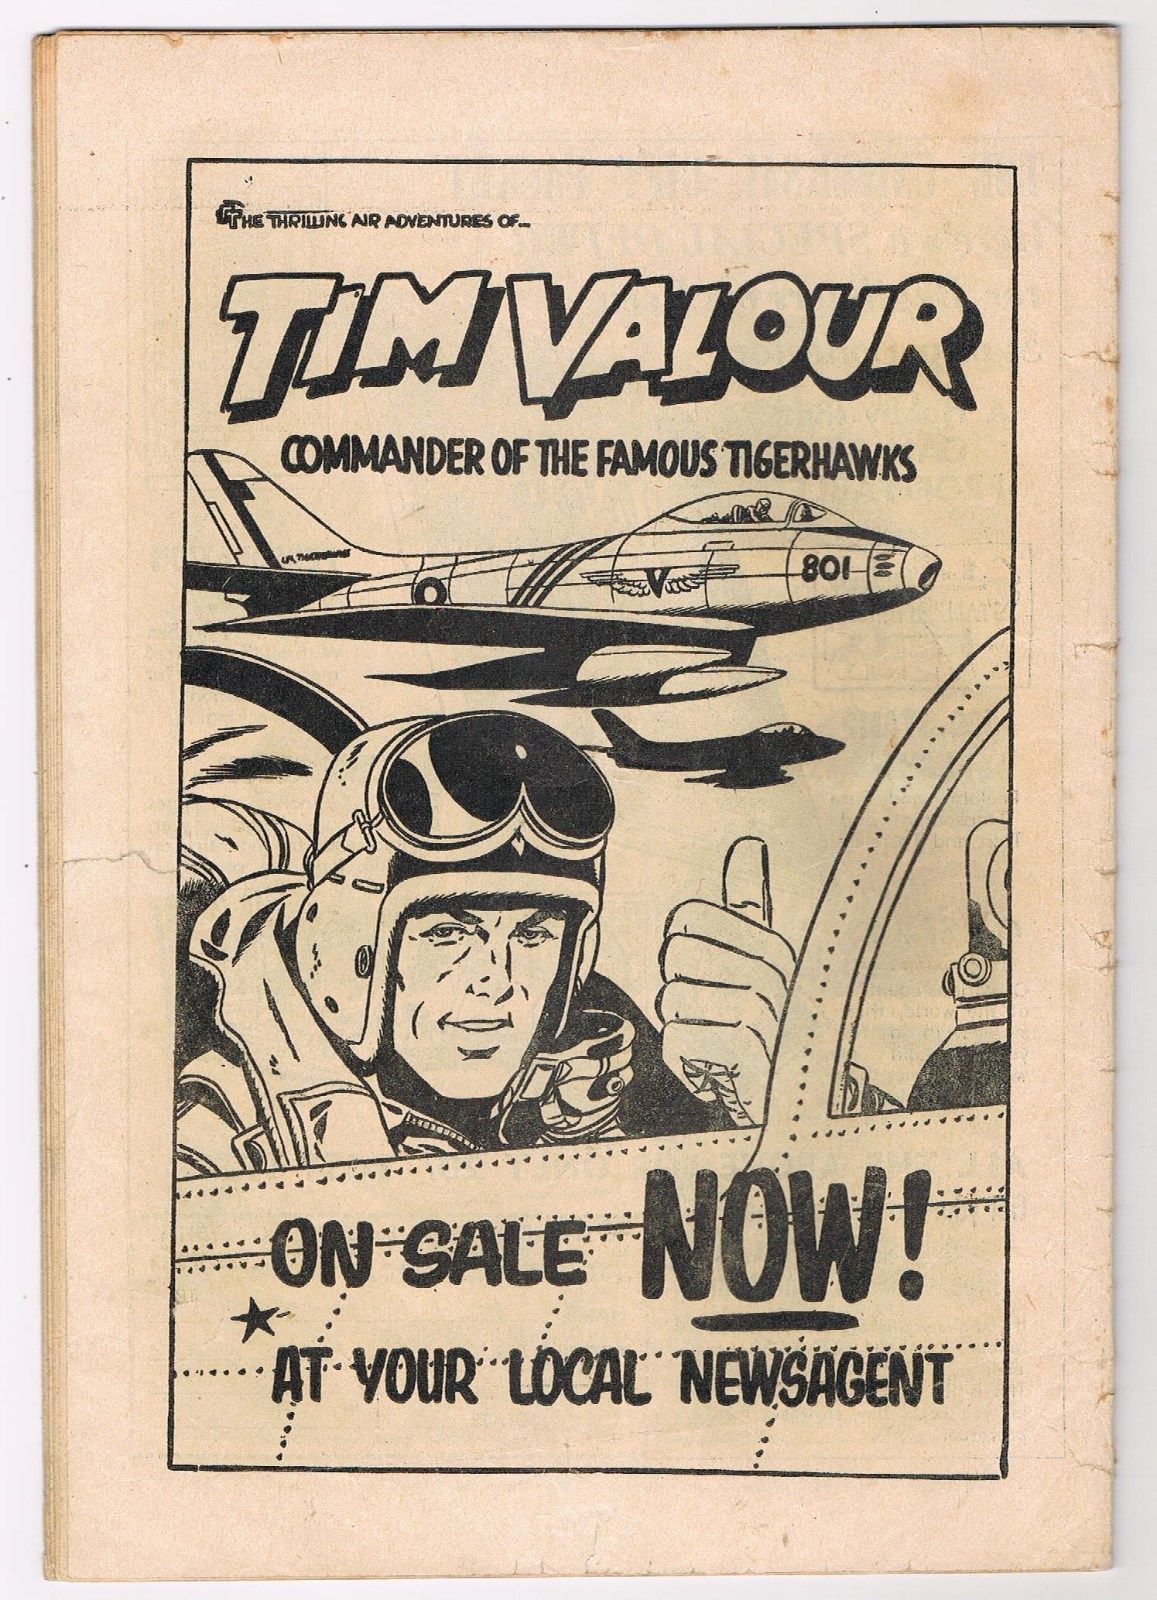 THE THRILLING AIR ADVENTURES OF...
TIM VALOUR
COMMANDER OF THE FAMOUS TIGERHAWKS
801
V
ON SALE NOW!
AT YOUR LOCAL NEWSAGENT